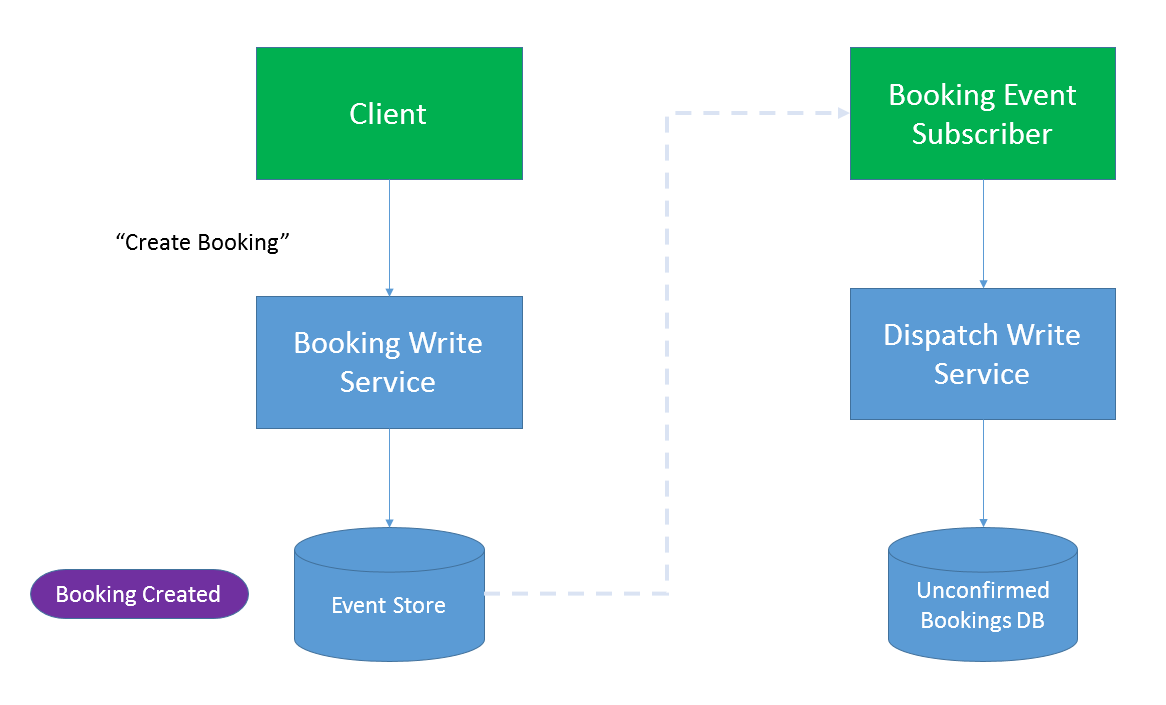 Client
“Create Booking”
Booking Write
Service
Booking Created
Event Store
Booking Event
Subscriber
Dispatch Write
Service
Unconfirmed
Bookings DB